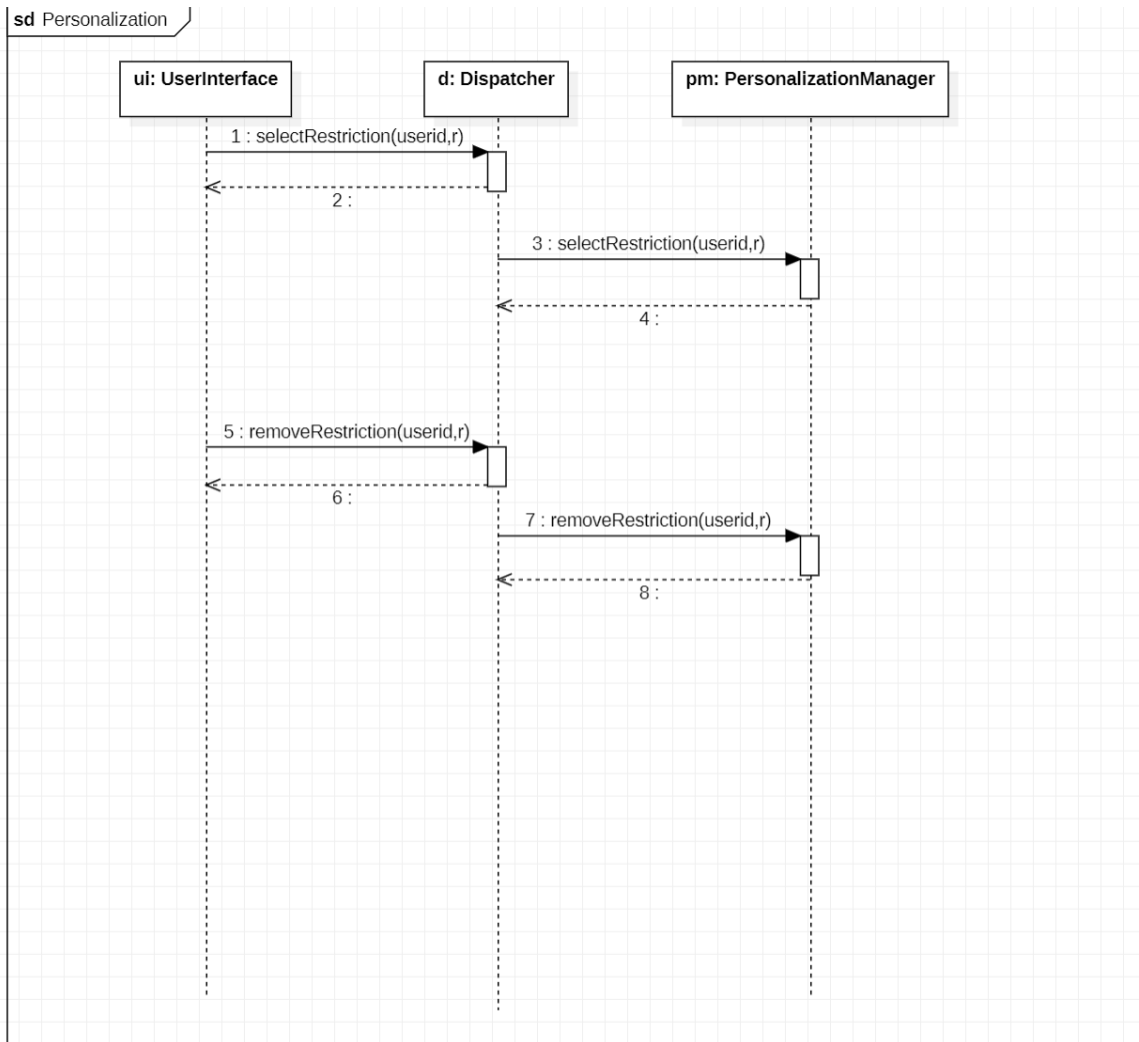 sd Personalization
ui: UserInterface
d: Dispatcher
pm: PersonalizationManager
1 : selectRestriction(userid,r)
2 :
3 : selectRestriction(userid,r)
4 :
5 : removeRestriction(userid,r)
6 :
7 : removeRestriction(userid,r)
8 :